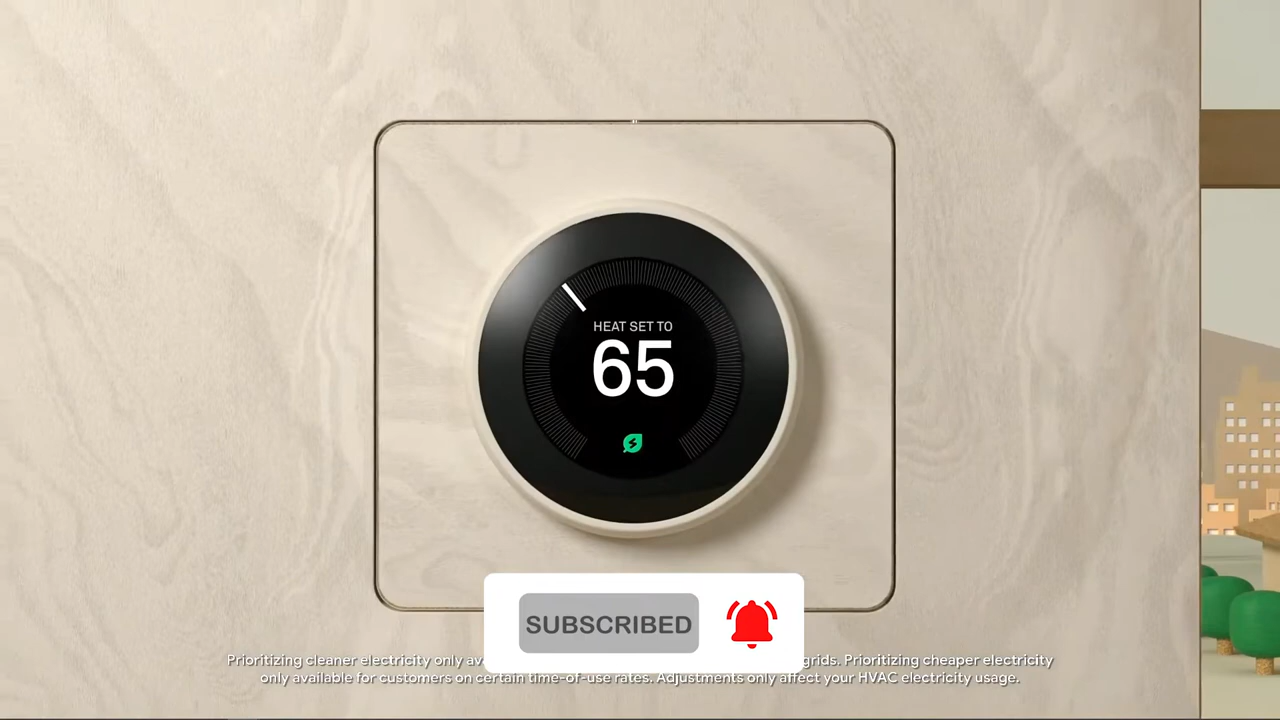 HEAT SET TO
65
SUBSCRIBED
Prioritizing cleaner electricity only grids. Prioritizing cheaper electricity
only available for customers on certain time-of-use rates. Adjustments only affect your HVAC electricity usage.